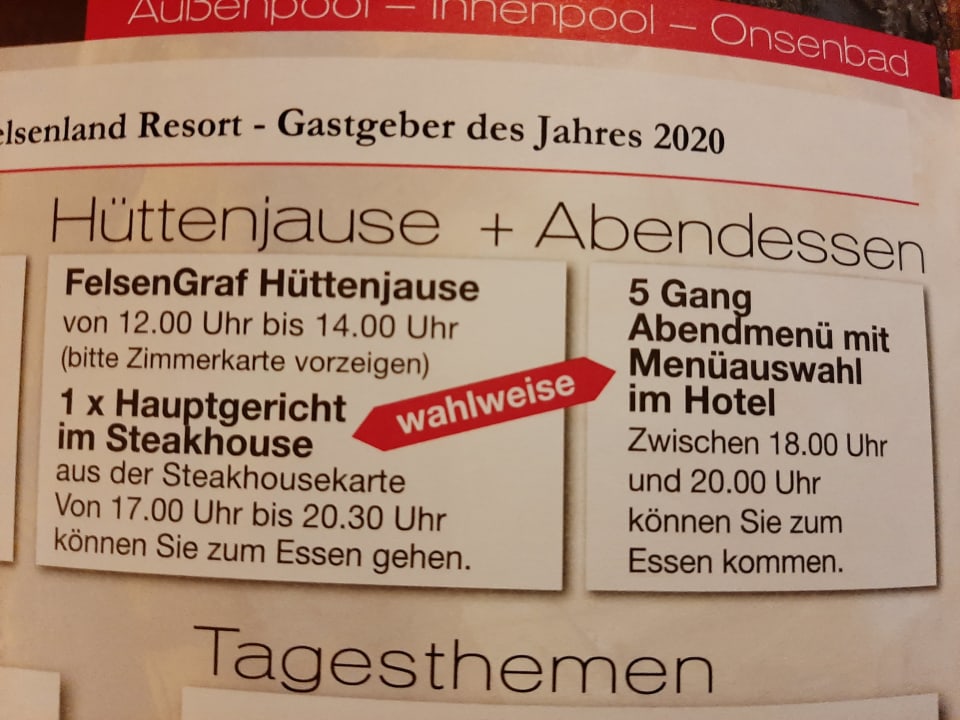 Außenpool – Innenpool – Onsenbad
elsenland Resort - Gastgeber des Jahres 2020
Hüttenjause + Abendessen
FelsenGraf Hüttenjause
von 12.00 Uhr bis 14.00 Uhr
(bitte Zimmerkarte vorzeigen)
1 x Hauptgericht
im Steakhouse
aus der Steakhousekarte
Von 17.00 Uhr bis 20.30 Uhr
können Sie zum Essen gehen.
wahlweise
5 Gang
Abendmenü mit
Menüauswahl
im Hotel
Zwischen 18.00 Uhr
und 20.00 Uhr
können Sie zum
Essen kommen.
Tagesthemen